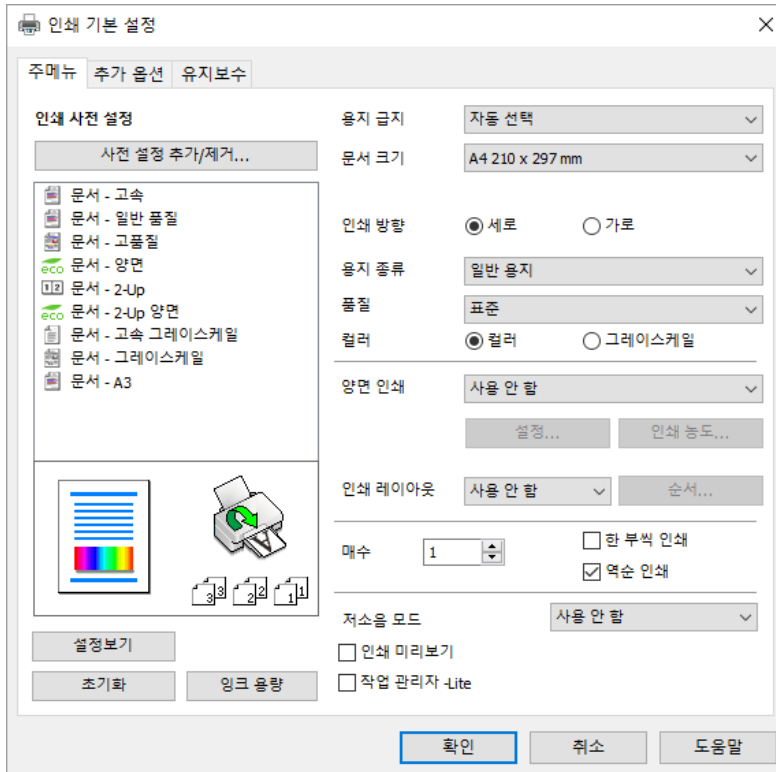 인쇄 기본 설정
주메뉴 추가 옵션 유지보수
인쇄 사전 설정
사전 설정 추가/제거...
문서 - 고속
문서 - 일반 품질
문서 - 고품질
eco 문서 - 양면
1 2 문서 - 2-Up
eco 문서 - 2-Up 양면
문서 - 고속 그레이스케일
문서 - 그레이스케일
문서 - A3
3 3 2 2 1 1
설정보기
초기화 잉크 용량
용지 급지 자동 선택
문서 크기 A4 210 x 297 mm
인쇄 방향 세로 가로
용지 종류 일반 용지
품질 표준
컬러 컬러 그레이스케일
양면 인쇄 사용 안 함
설정... 인쇄 농도...
인쇄 레이아웃 사용 안 함 순서...
매수 1 한 부씩 인쇄
역순 인쇄
저소음 모드 사용 안 함
인쇄 미리보기
작업 관리자 -Lite
확인 취소 도움말